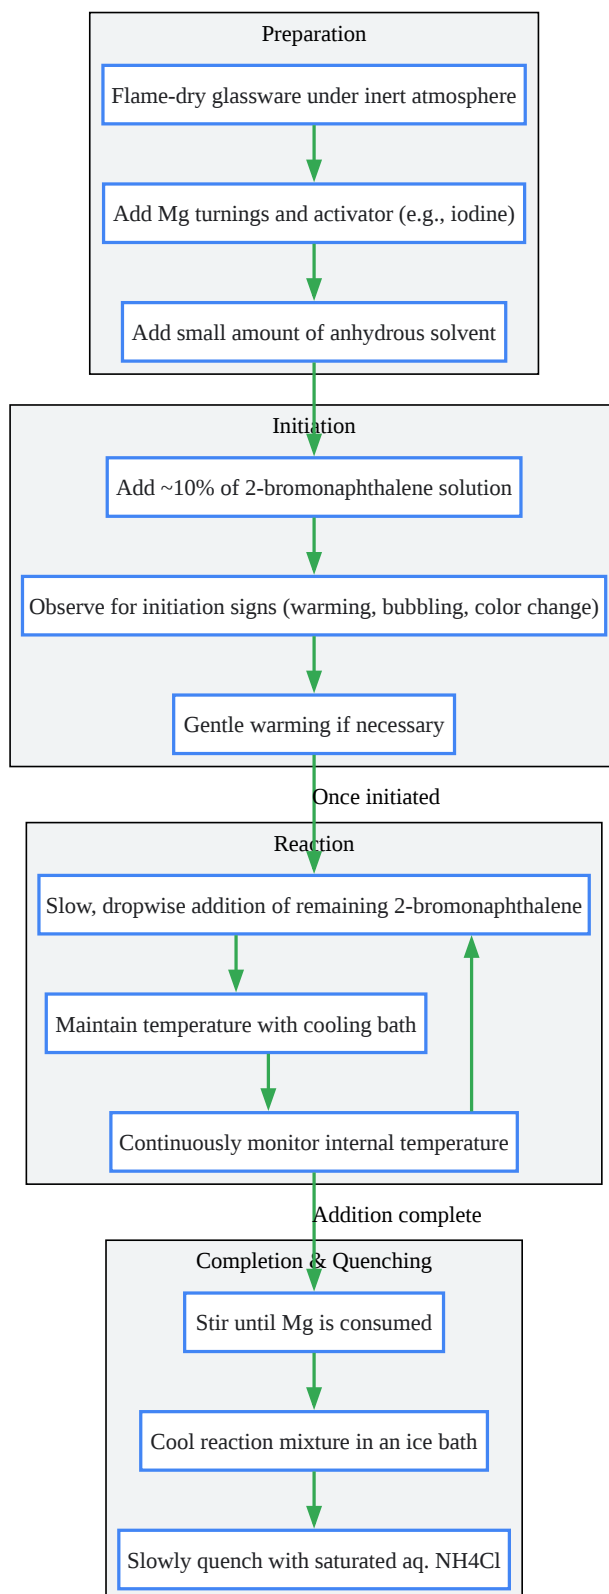 Preparation
Flame-dry glassware under inert atmosphere
Add Mg turnings and activator (e.g., iodine)
Add small amount of anhydrous solvent
Initiation
Add ~10% of 2-bromonaphthalene solution
Observe for initiation signs (warming, bubbling, color change)
Gentle warming if necessary
Once initiated
Reaction
Slow, dropwise addition of remaining 2-bromonaphthalene
Maintain temperature with cooling bath
Continuously monitor internal temperature
Addition complete
Completion & Quenching
Stir until Mg is consumed
Cool reaction mixture in an ice bath
Slowly quench with saturated aq. NH4Cl